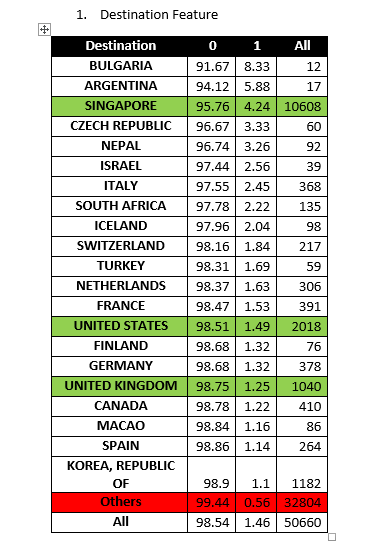 1. Destination Feature
Destination 0 1 All
BULGARIA 91.67 8.33 12
ARGENTINA 94.12 5.88 17
SINGAPORE 95.76 4.24 10608
CZECH REPUBLIC 96.67 3.33 60
NEPAL 96.74 3.26 92
ISRAEL 97.44 2.56 39
ITALY 97.55 2.45 368
SOUTH AFRICA 97.78 2.22 135
ICELAND 97.96 2.04 98
SWITZERLAND 98.16 1.84 217
TURKEY 98.31 1.69 59
NETHERLANDS 98.37 1.63 306
FRANCE 98.47 1.53 391
UNITED STATES 98.51 1.49 2018
FINLAND 98.68 1.32 76
GERMANY 98.68 1.32 378
UNITED KINGDOM 98.75 1.25 1040
CANADA 98.78 1.22 410
MACAO 98.84 1.16 86
SPAIN 98.86 1.14 264
KOREA, REPUBLIC
OF 98.9 1.1 1182
Others 99.44 0.56 32804
All 98.54 1.46 50660